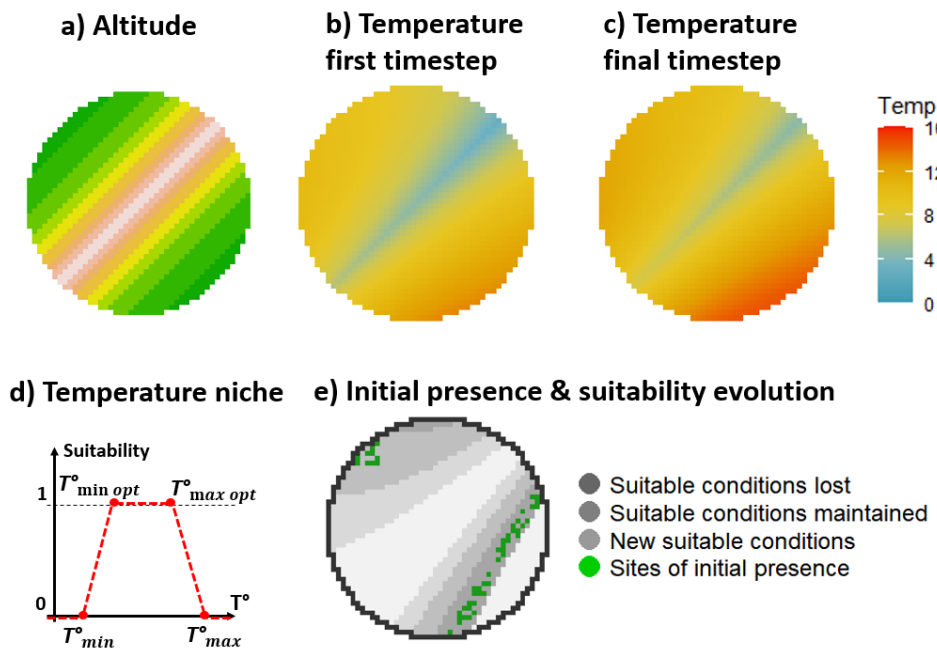 a) Altitude
b) Temperature
first timestep
c) Temperature
final timestep
Temp
16
12
8
4
0
d) Temperature niche
Suitability
1
T°min opt
T°max opt
0
T°
T°min
T°max
e) Initial presence & suitability evolution
Suitable conditions lost
Suitable conditions maintained
New suitable conditions
Sites of initial presence